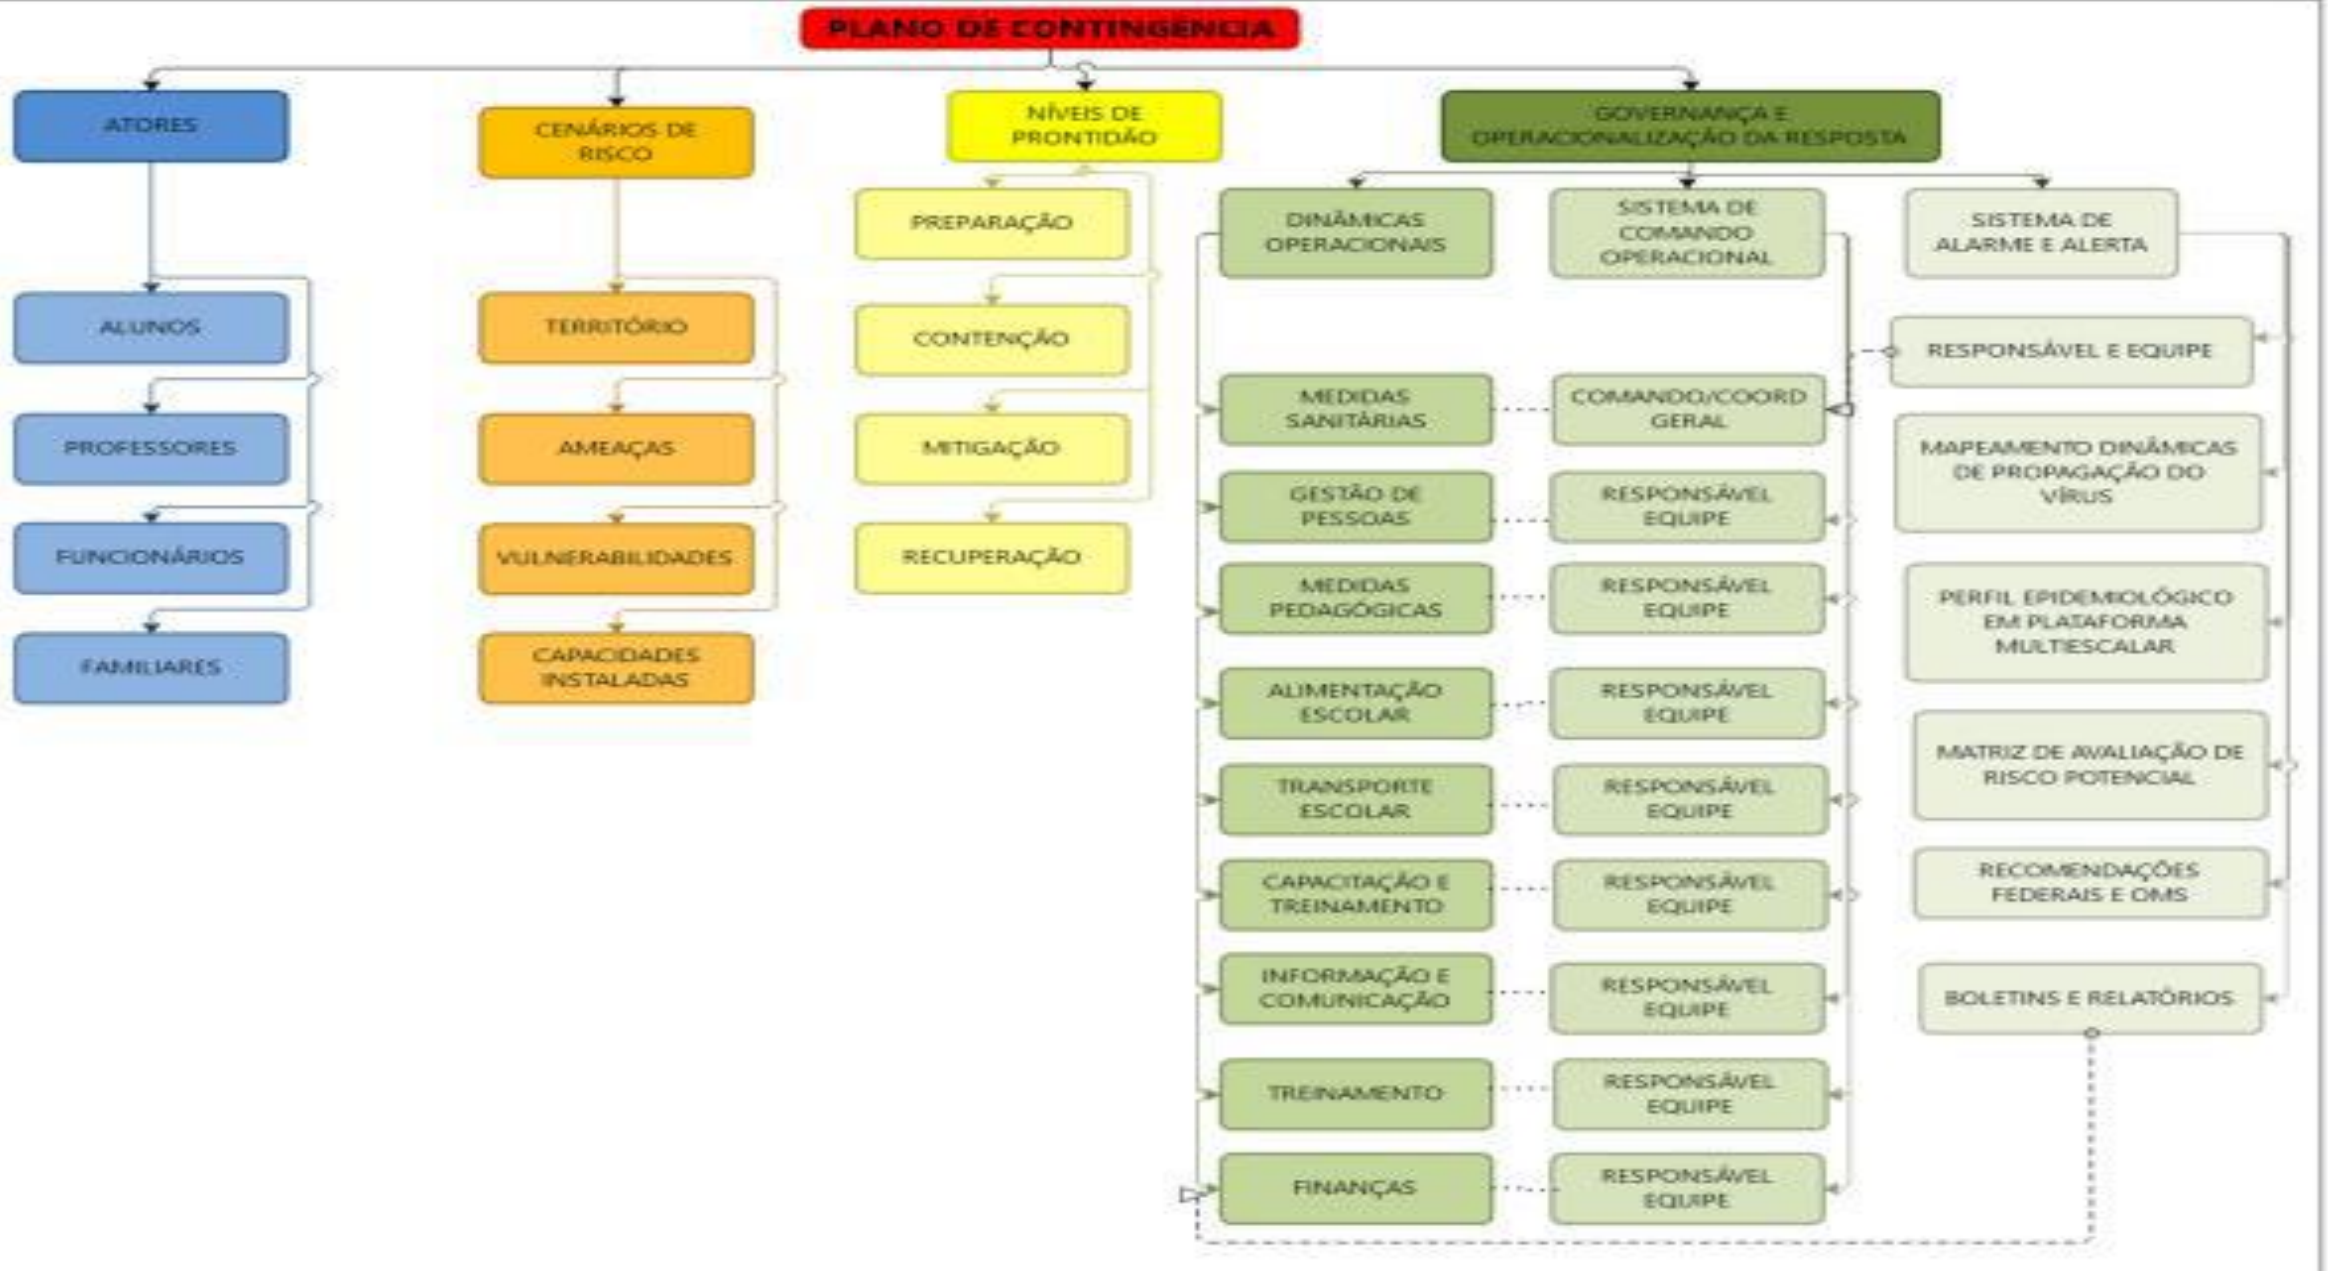 PLANO DE CONTINGÊNCIA
ATORES
ALUNOS
PROFESSORES
FUNCIONÁRIOS
FAMILIARES
CENÁRIOS DE
RISCO
TERRITÓRIO
AMEAÇAS
VULNERABILIDADES
CAPACIDADES
INSTALADAS
NÍVEIS DE
PRONTIDÃO
PREPARAÇÃO
CONTENÇÃO
MITIGAÇÃO
RECUPERAÇÃO
GOVERNANÇA E
OPERACIONALIZAÇÃO DA RESPOSTA
DINÂMICAS
OPERACIONAIS
MEDIDAS
SANITÁRIAS
GESTÃO DE
PESSOAS
MEDIDAS
PEDAGÓGICAS
ALIMENTAÇÃO
ESCOLAR
TRANSPORTE
ESCOLAR
CAPACITAÇÃO E
TREINAMENTO
INFORMAÇÃO E
COMUNICAÇÃO
TREINAMENTO
FINANÇAS
SISTEMA DE
COMANDO
OPERACIONAL
COMANDO/COORD
GERAL
RESPONSÁVEL
EQUIPE
RESPONSÁVEL
EQUIPE
RESPONSÁVEL
EQUIPE
RESPONSÁVEL
EQUIPE
RESPONSÁVEL
EQUIPE
RESPONSÁVEL
EQUIPE
RESPONSÁVEL
EQUIPE
RESPONSÁVEL
EQUIPE
SISTEMA DE
ALARME E ALERTA
RESPONSÁVEL E EQUIPE
MAPEAMENTO DINÂMICAS
DE PROPAGAÇÃO DO
VÍRUS
PERFIL EPIDEMIOLÓGICO
EM PLATAFORMA
MULTIESCALAR
MATRIZ DE AVALIAÇÃO DE
RISCO POTENCIAL
RECOMENDAÇÕES
FEDERAIS E OMS
BOLETINS E RELATÓRIOS